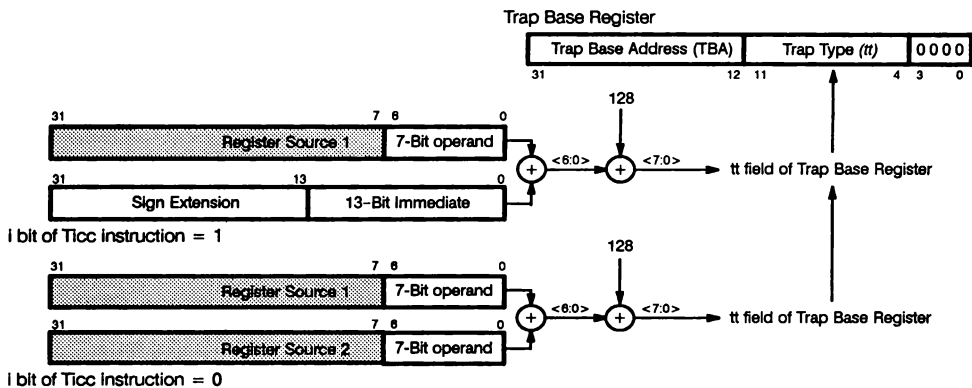 Trap Base Register
Trap Base Address (TBA) Trap Type (tt) 0 0 0 0
31 12 11 4 3 0
128
31 7 6 0
Register Source 1 7-Bit operand
+ <6:0> + <7:0> tt field of Trap Base Register
31 13 0
Sign Extension 13-Bit Immediate
i bit of Ticc instruction = 1
128
31 7 6 0
Register Source 1 7-Bit operand
+ <6:0> + <7:0> tt field of Trap Base Register
31 7 6 0
Register Source 2 7-Bit operand
i bit of Ticc instruction = 0